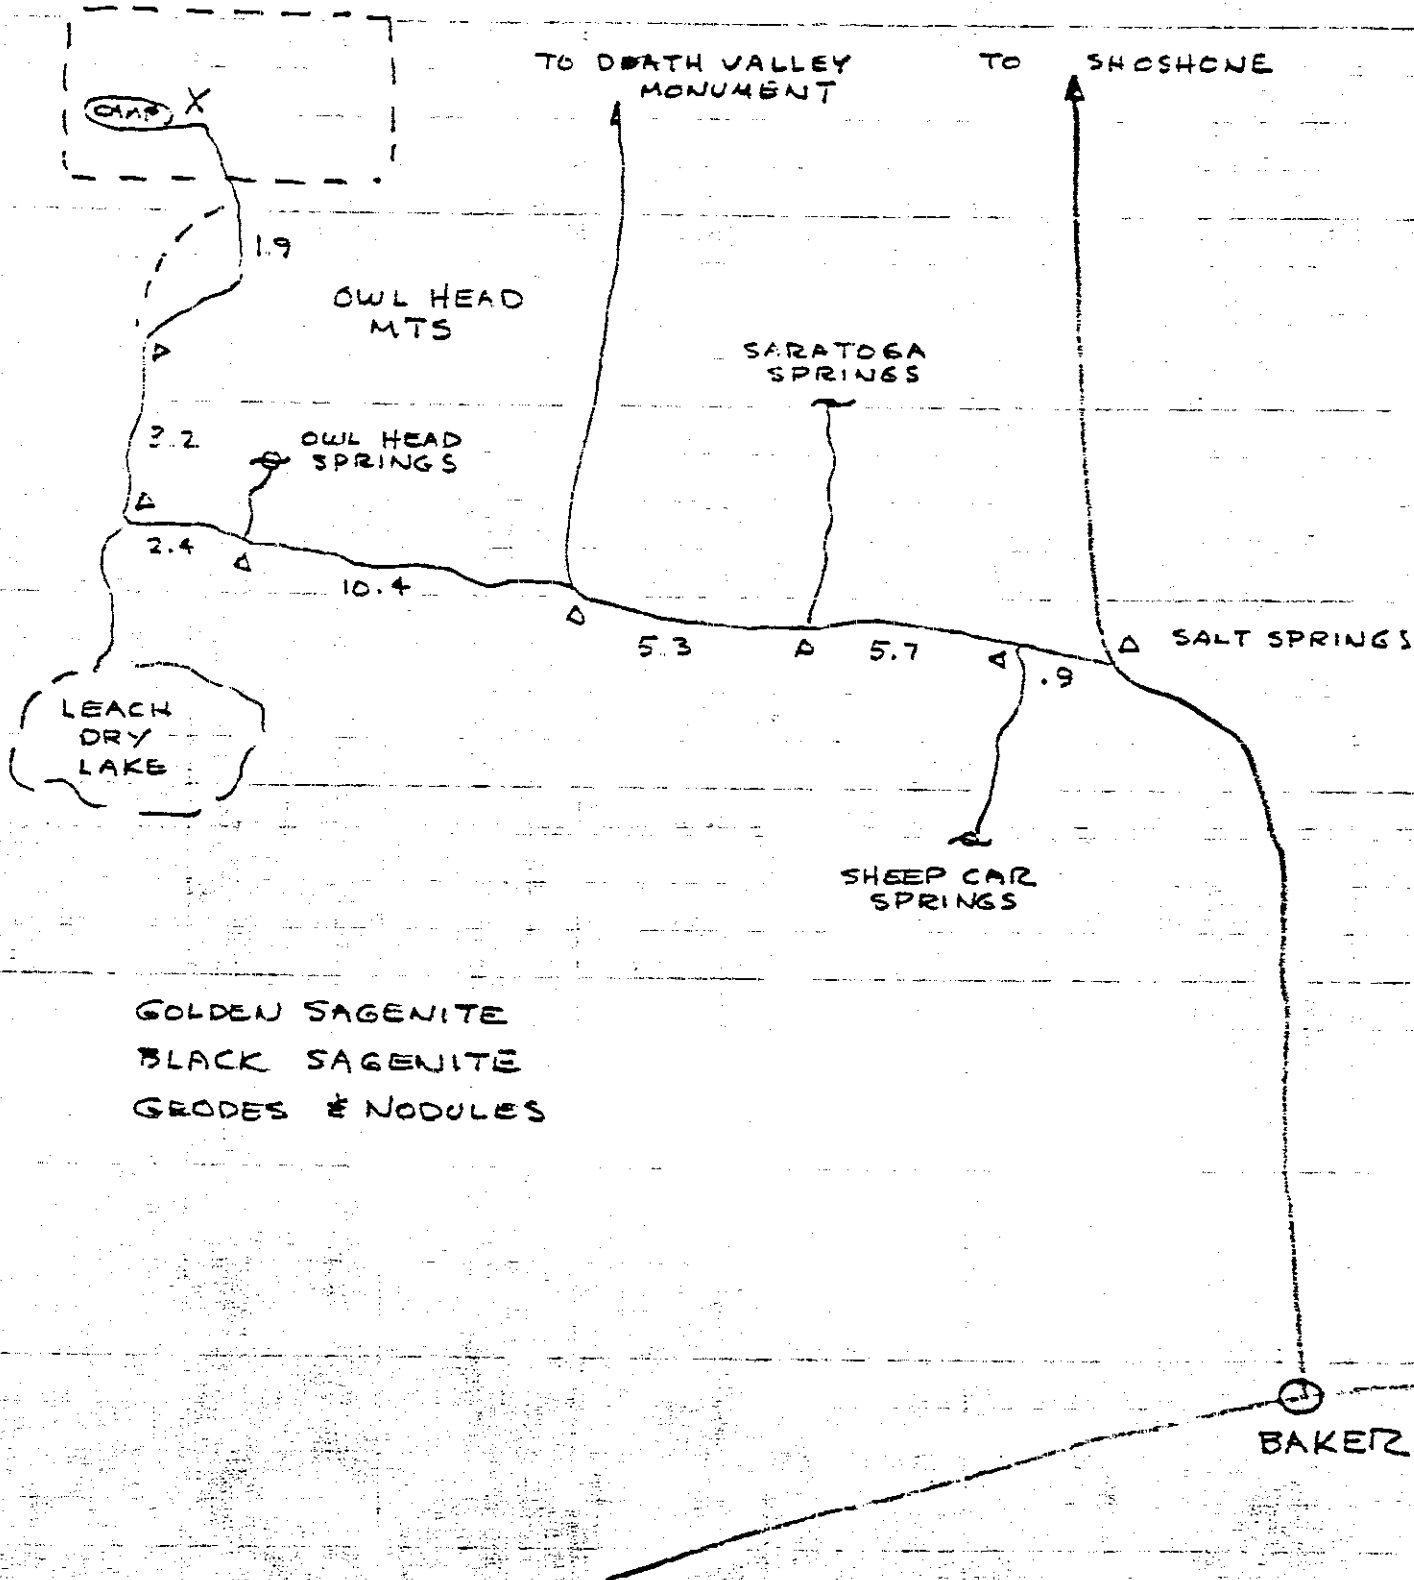 TO DEATH VALLEY
MONUMENT
TO SHOSHONE
CAMP X
1.9
OWL HEAD
MTS
SARATOGA
SPRINGS
3.2
OWL HEAD
SPRINGS
2.4
10.4
5.3
5.7
.9
SALT SPRINGS
LEACH
DRY
LAKE
SHEEP CAR
SPRINGS
GOLDEN SAGENITE
BLACK SAGENITE
GEODES & NODULES
BAKER